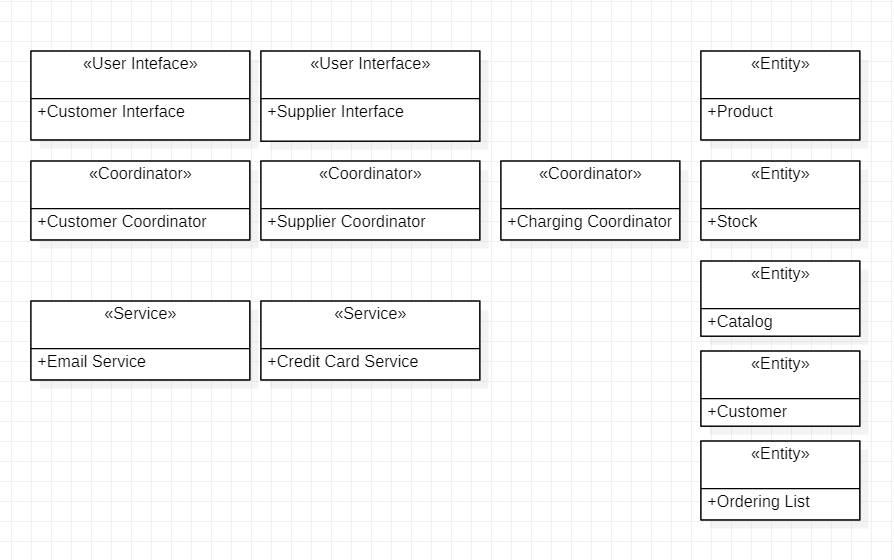 «User Inteface»
+Customer Interface
«User Interface»
+Supplier Interface
«Entity»
+Product
«Coordinator»
+Customer Coordinator
«Coordinator»
+Supplier Coordinator
«Coordinator»
+Charging Coordinator
«Entity»
+Stock
«Entity»
+Catalog
«Service»
+Email Service
«Service»
+Credit Card Service
«Entity»
+Customer
«Entity»
+Ordering List